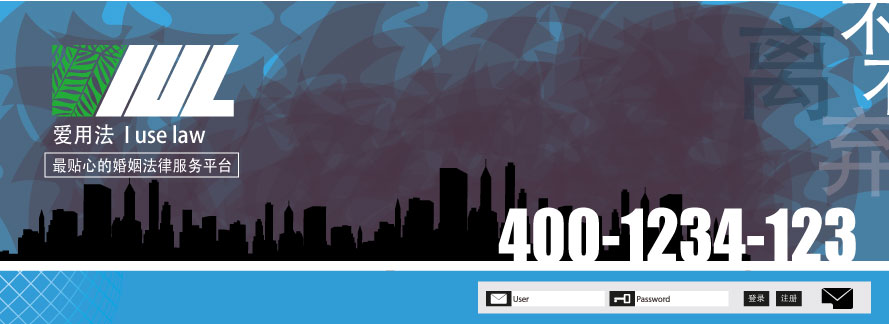 IUL
爱用法 I use law
最贴心的婚姻法律服务平台
不
离
不
弃
400-1234-123
User
Password
登录
注册